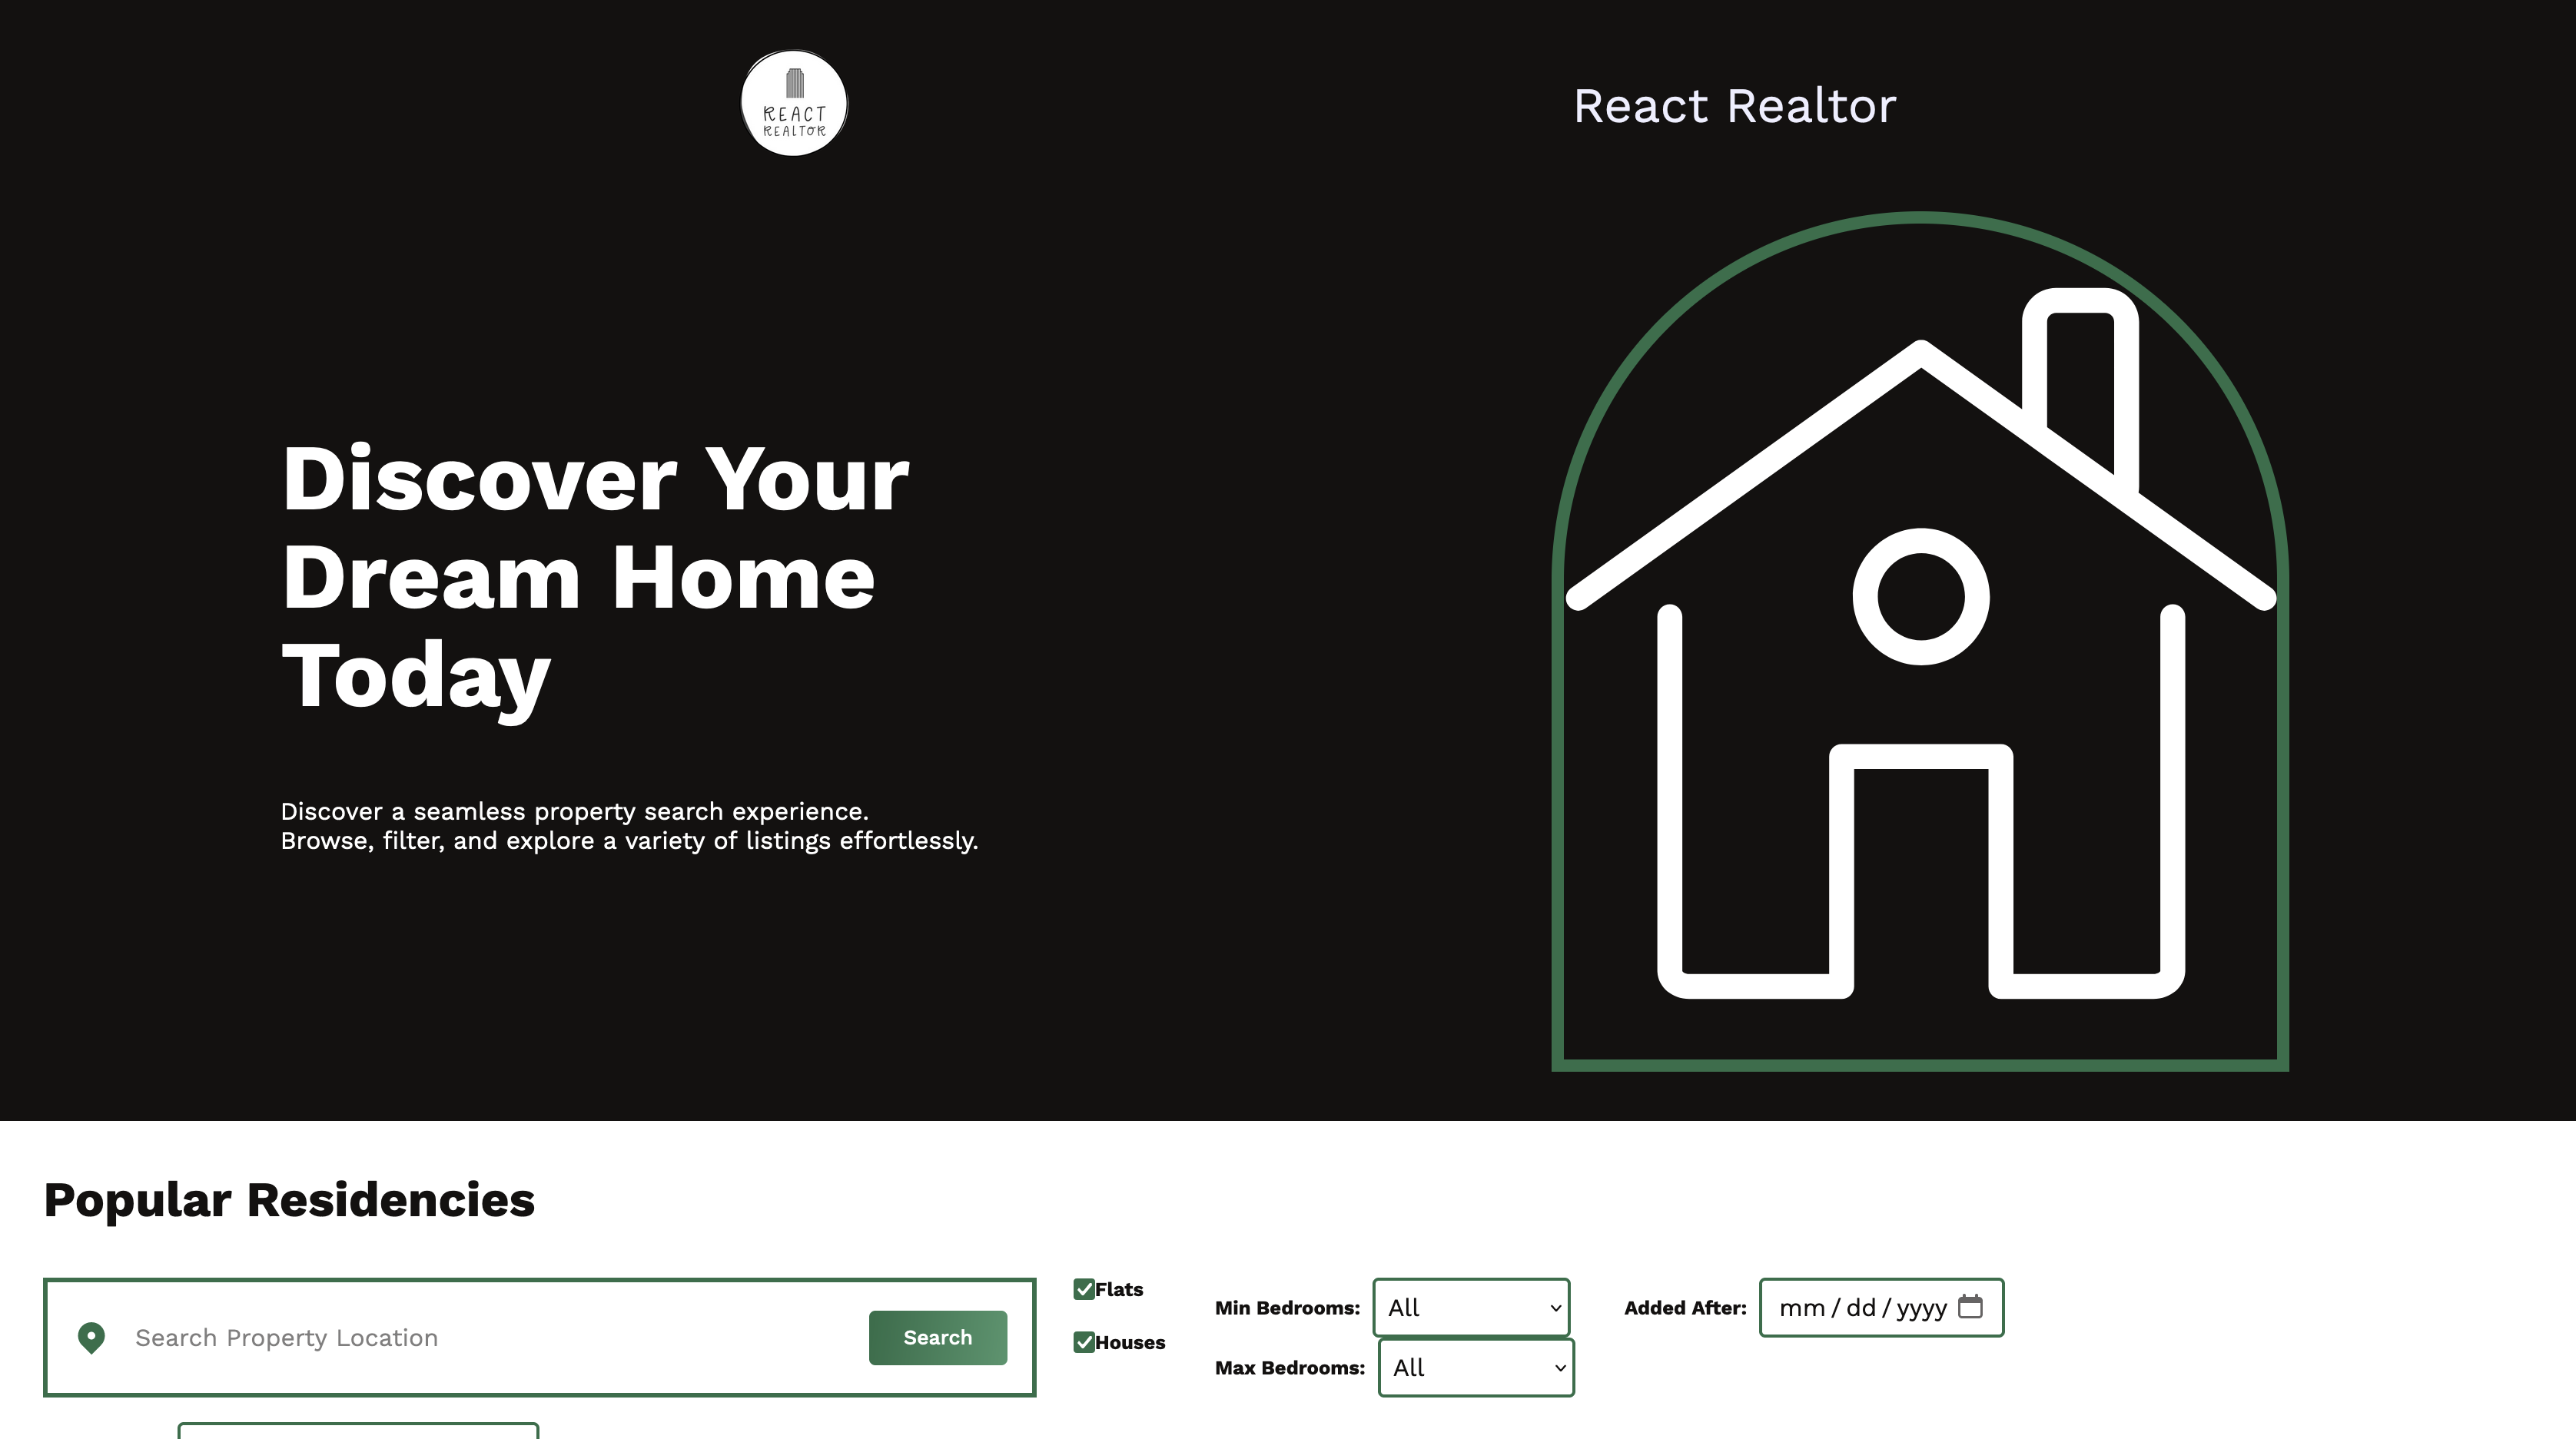 REACT
REALTOR
React Realtor
Discover Your
Dream Home
Today
Discover a seamless property search experience.
Browse, filter, and explore a variety of listings effortlessly.
Popular Residencies
Search Property Location
Search
Flats
Houses
Min Bedrooms: All
Max Bedrooms: All
Added After: mm/dd/yyyy